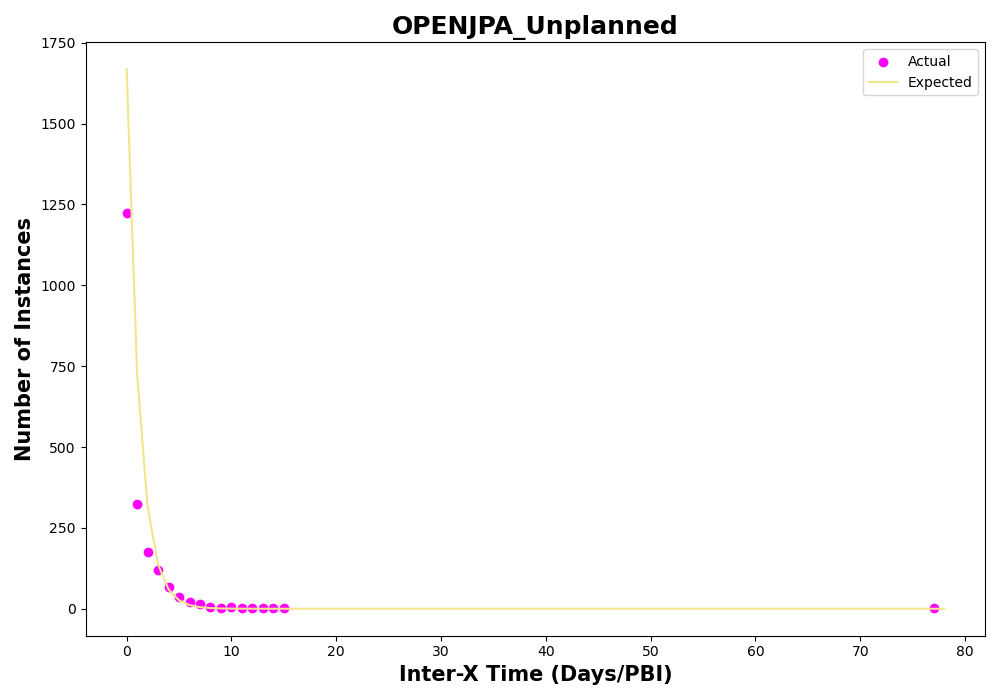 OPENJPA_Unplanned
Actual
Expected
Number of Instances
1750
1500
1250
1000
750
500
250
0
0 10 20 30 40 50 60 70 80
Inter-X Time (Days/PBI)